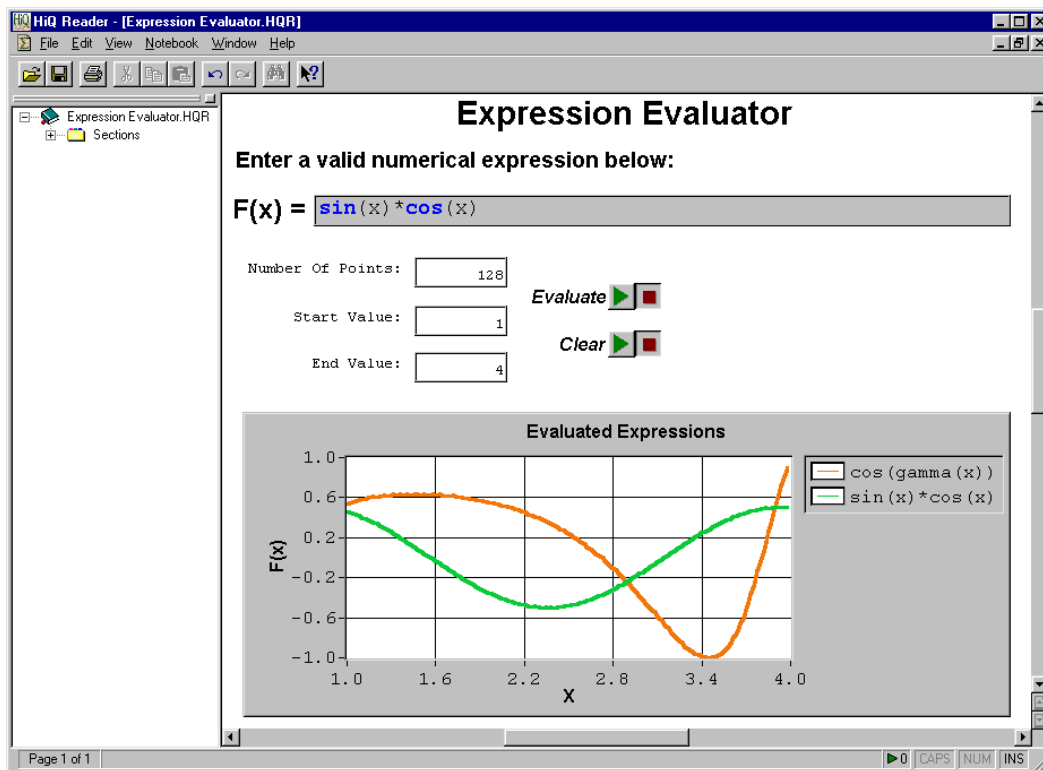 HiQ Reader - [Expression Evaluator.HQR]
File Edit View Notebook Window Help
Expression Evaluator.HQR
Sections
Expression Evaluator
Enter a valid numerical expression below:
F(x) = sin(x)*cos(x)
Number Of Points: 128
Start Value: 1
End Value: 4
Evaluate
Clear
Evaluated Expressions
1.0
0.6
0.2
-0.2
-0.6
-1.0
F(x)
1.0 1.6 2.2 2.8 3.4 4.0
X
cos(gamma(x))
sin(x)*cos(x)
Page 1 of 1
0 CAPS NUM INS